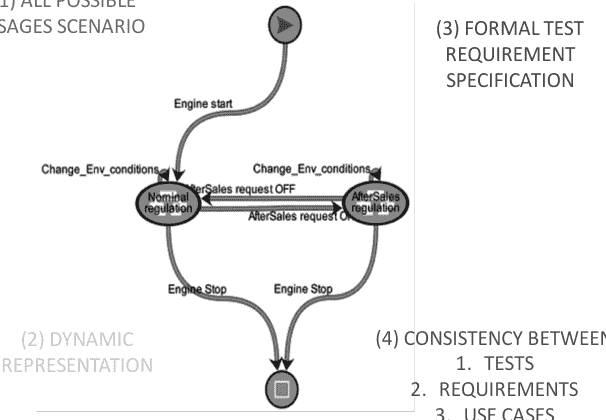 1) ALL POSSIBLE
SAGES SCENARIO
(3) FORMAL TEST
REQUIREMENT
SPECIFICATION
Engine start
Change_Env_conditions
Change_Env_conditions
AfterSales request OFF
Nominal
regulation
AfterSales
regulation
AfterSales request
Engine Stop
Engine Stop
(2) DYNAMIC
REPRESENTATION
(4) CONSISTENCY BETWEEN
1. TESTS
2. REQUIREMENTS
3. USE CASES